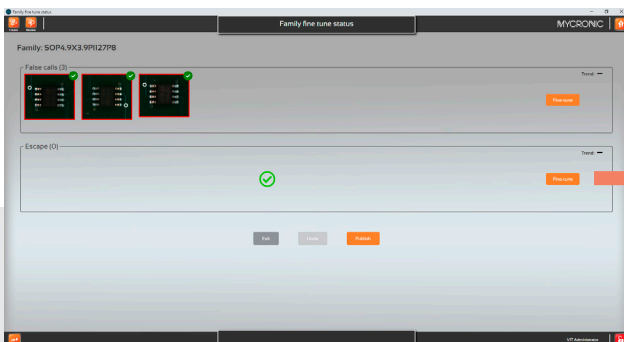 Family fine tune status
Family fine tune status
MYCRONIC
Family: SOP4.9X3.9P1127P8
False calls (3)
Trend:
Fine tune
Escape (0)
Trend:
Fine tune
Exit
Undo
Publish
VIT Administrator